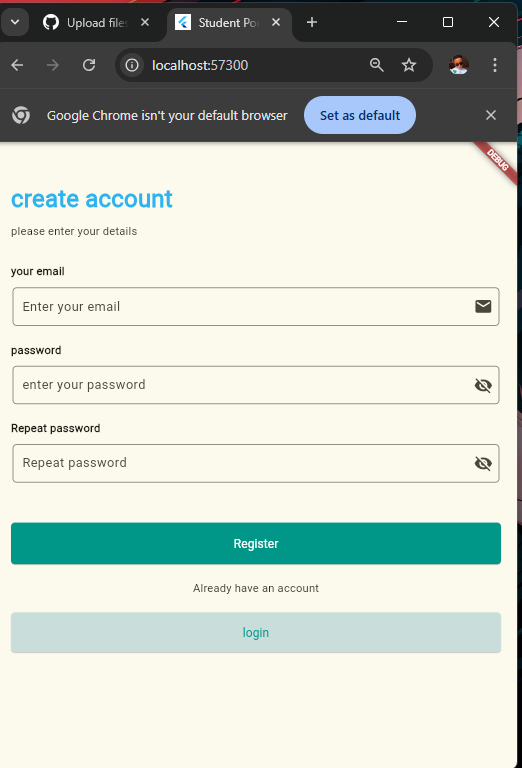 Upload files
Student Po
localhost:57300
Google Chrome isn't your default browser
Set as default
DEBUG
create account
please enter your details
your email
Enter your email
password
enter your password
Repeat password
Repeat password
Register
Already have an account
login